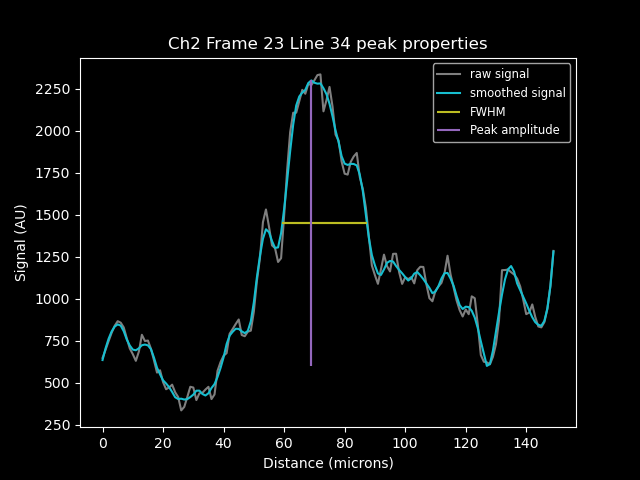 Ch2 Frame 23 Line 34 peak properties
raw signal
smoothed signal
FWHM
Peak amplitude
Signal (AU)
2250
2000
1750
1500
1250
1000
750
500
250
0 20 40 60 80 100 120 140
Distance (microns)